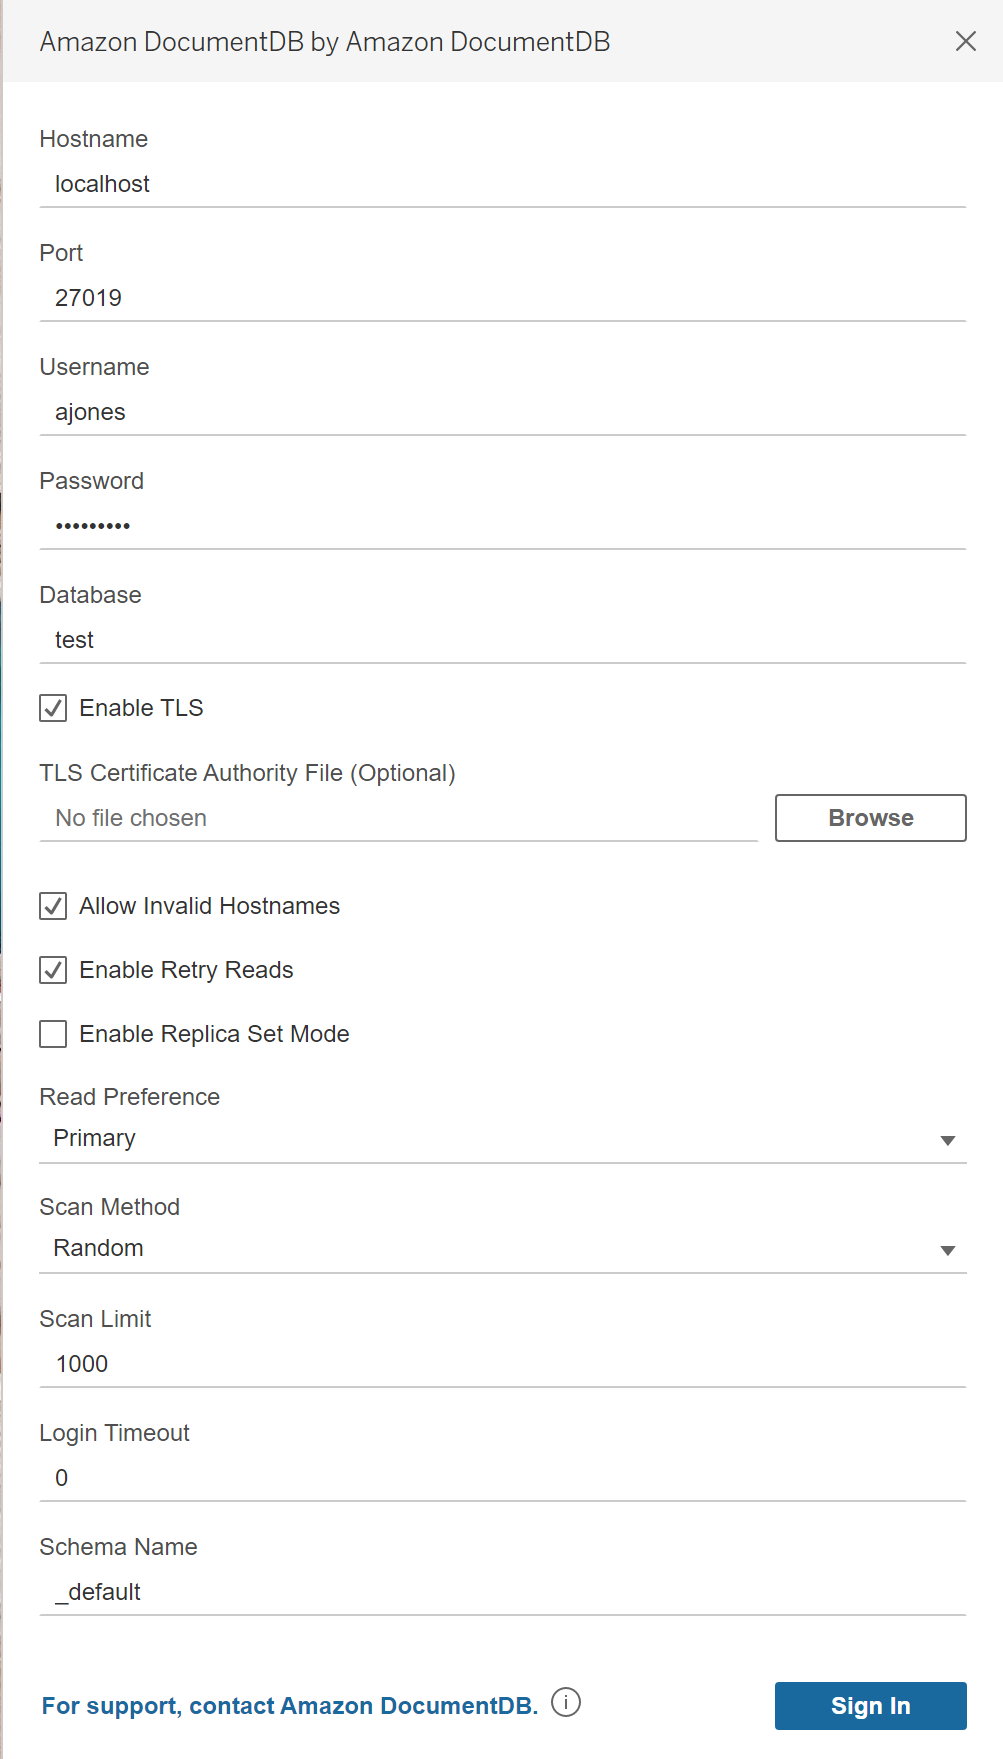 Amazon DocumentDB by Amazon DocumentDB
Hostname
localhost
Port
27019
Username
ajones
Password
•••••••••
Database
test
Enable TLS
TLS Certificate Authority File (Optional)
No file chosen
Browse
Allow Invalid Hostnames
Enable Retry Reads
Enable Replica Set Mode
Read Preference
Primary
Scan Method
Random
Scan Limit
1000
Login Timeout
0
Schema Name
_default
For support, contact Amazon DocumentDB.
Sign In